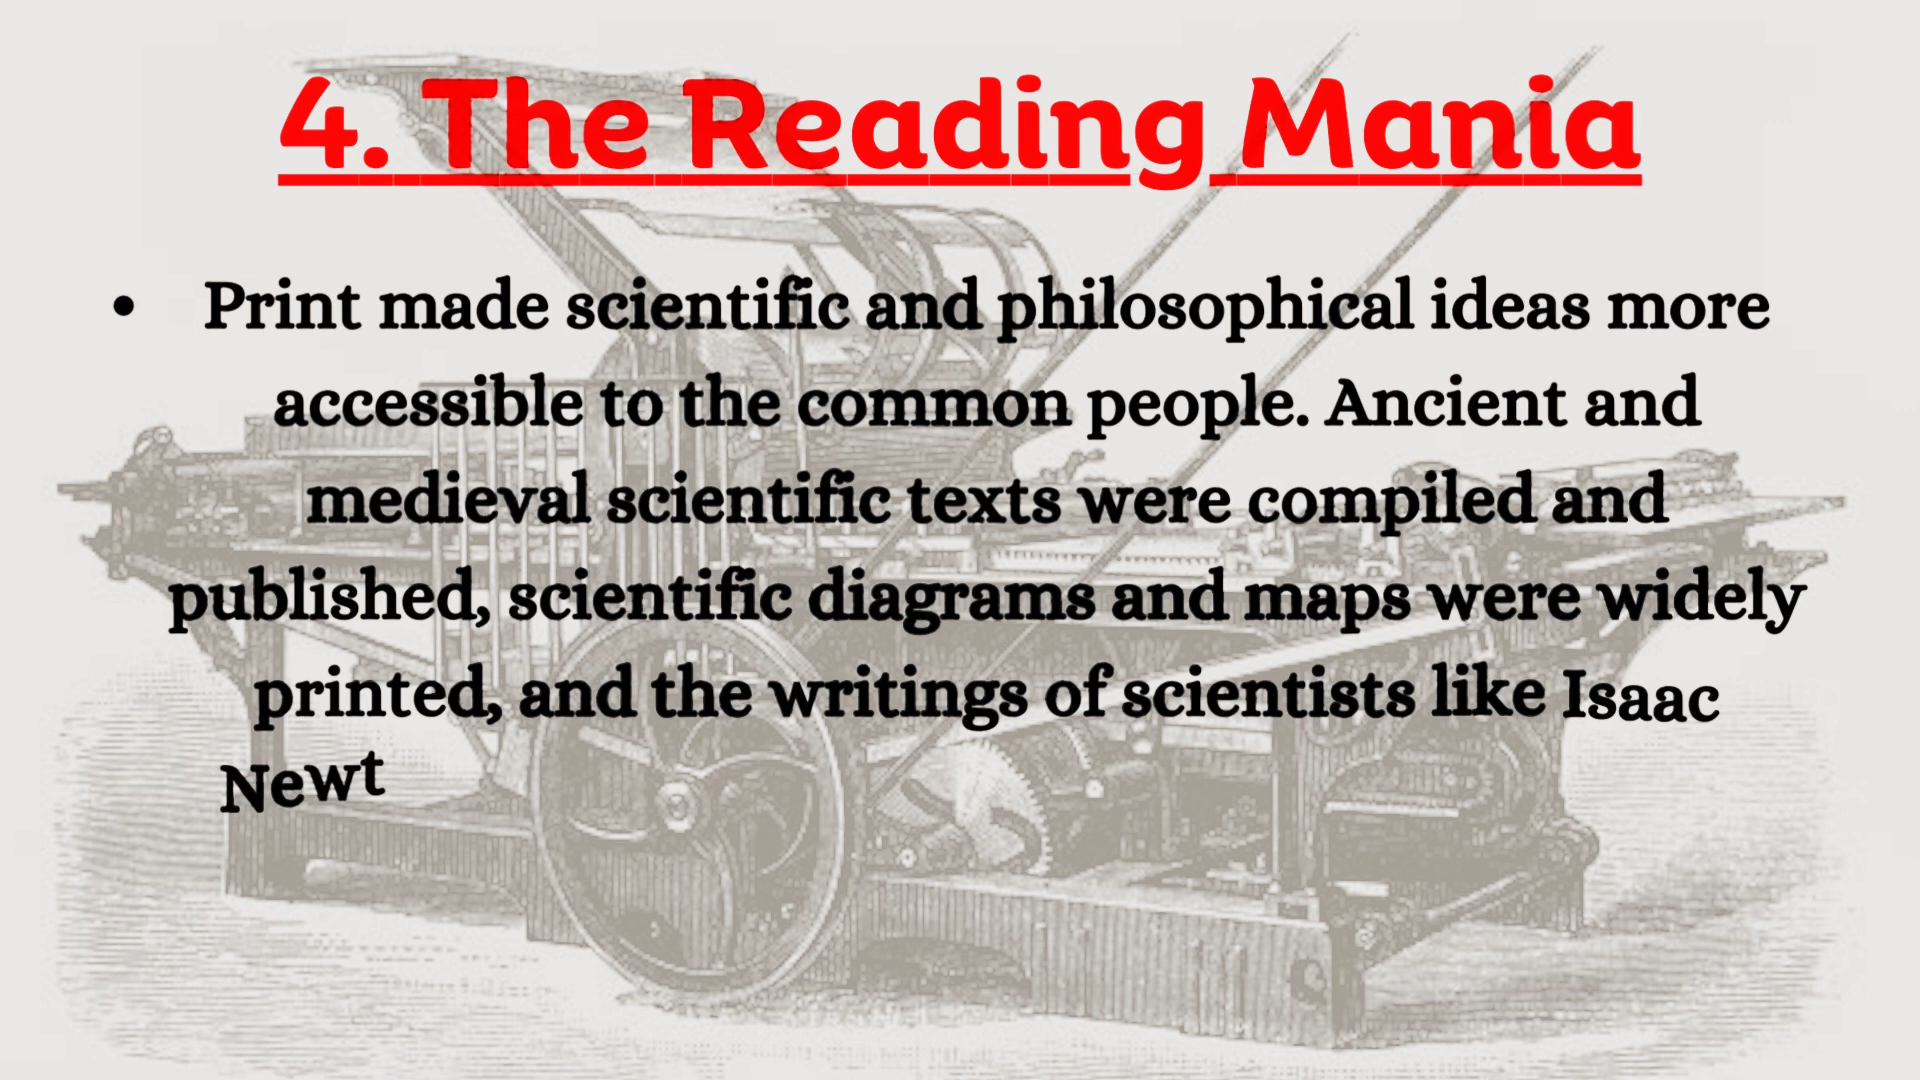 4. The Reading Mania
• Print made scientific and philosophical ideas more
accessible to the common people. Ancient and
medieval scientific texts were compiled and
published, scientific diagrams and maps were widely
printed, and the writings of scientists like Isaac
Newt